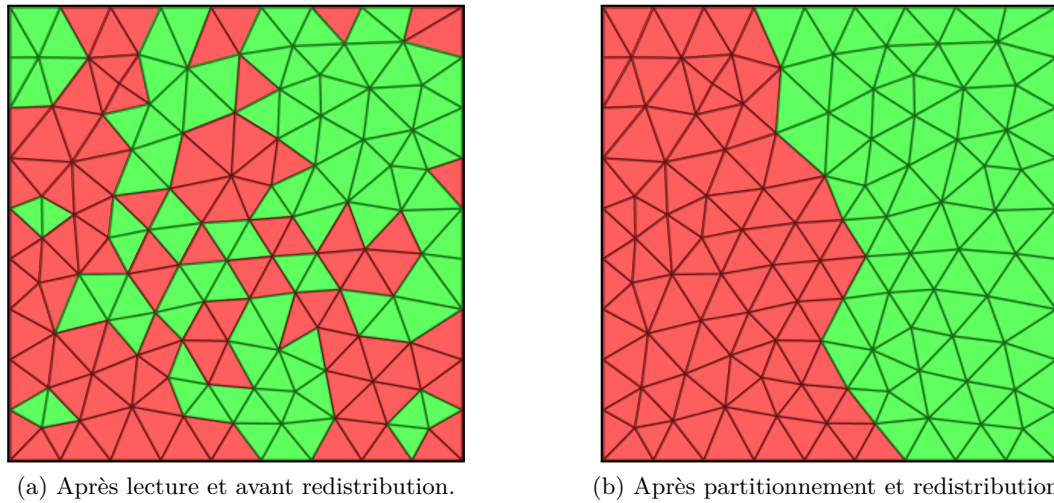 (a) Après lecture et avant redistribution.
(b) Après partitionnement et redistribution